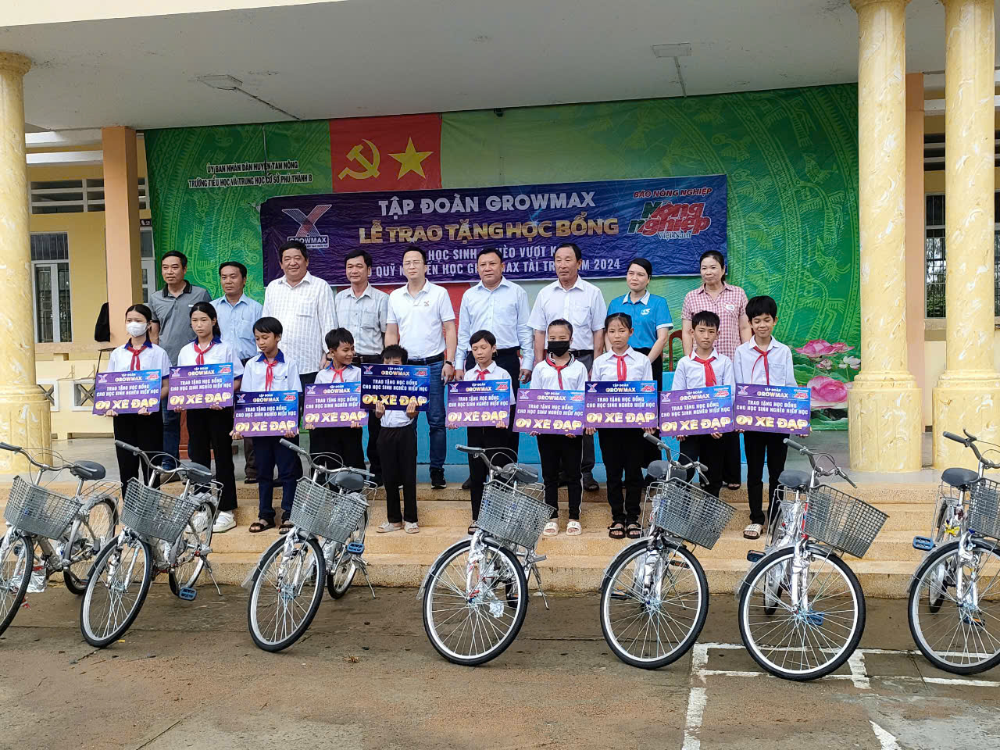 ỦY BAN NHÂN DÂN HUYỆN TAM NÔNG
TRƯỜNG TIỂU HỌC VÀ TRUNG HỌC CƠ SỞ PHÚ THÀNH B
TẬP ĐOÀN GROWMAX
LỄ TRAO TẶNG HỌC BỔNG
HỌC SINH NGHÈO VƯỢT
QUỸ HỌC TÀI 2024
GROWMAX
BÁO NÔNG NGHIỆP
Nông
nghiệp
Việt Nam
TẬP ĐOÀN
GROWMAX
TRAO TẶNG HỌC BỔNG
CHO HỌC SINH NGHÈO HIẾU HỌC
01 XE ĐẠP
TẬP ĐOÀN
GROWMAX
TRAO TẶNG HỌC BỔNG
CHO HỌC SINH NGHÈO HIẾU HỌC
01 XE ĐẠP
TẬP ĐOÀN
GROWMAX
TRAO TẶNG HỌC BỔNG
CHO HỌC SINH NGHÈO HIẾU HỌC
01 XE ĐẠP
TẬP ĐOÀN
GROWMAX
TRAO TẶNG HỌC BỔNG
CHO HỌC SINH NGHÈO HIẾU HỌC
01 XE ĐẠP
TẬP ĐOÀN
GROWMAX
TRAO TẶNG HỌC BỔNG
CHO HỌC SINH NGHÈO HIẾU HỌC
01 XE ĐẠP
TẬP ĐOÀN
GROWMAX
TRAO TẶNG HỌC BỔNG
CHO HỌC SINH NGHÈO HIẾU HỌC
01 XE ĐẠP
TẬP ĐOÀN
GROWMAX
TRAO TẶNG HỌC BỔNG
CHO HỌC SINH NGHÈO HIẾU HỌC
01 XE ĐẠP
TẬP ĐOÀN
GROWMAX
TRAO TẶNG HỌC BỔNG
CHO HỌC SINH NGHÈO HIẾU HỌC
01 XE ĐẠP
TẬP ĐOÀN
GROWMAX
TRAO TẶNG HỌC BỔNG
CHO HỌC SINH NGHÈO HIẾU HỌC
01 XE ĐẠP
TẬP ĐOÀN
GROWMAX
TRAO TẶNG HỌC BỔNG
CHO HỌC SINH NGHÈO HIẾU HỌC
01 XE ĐẠP